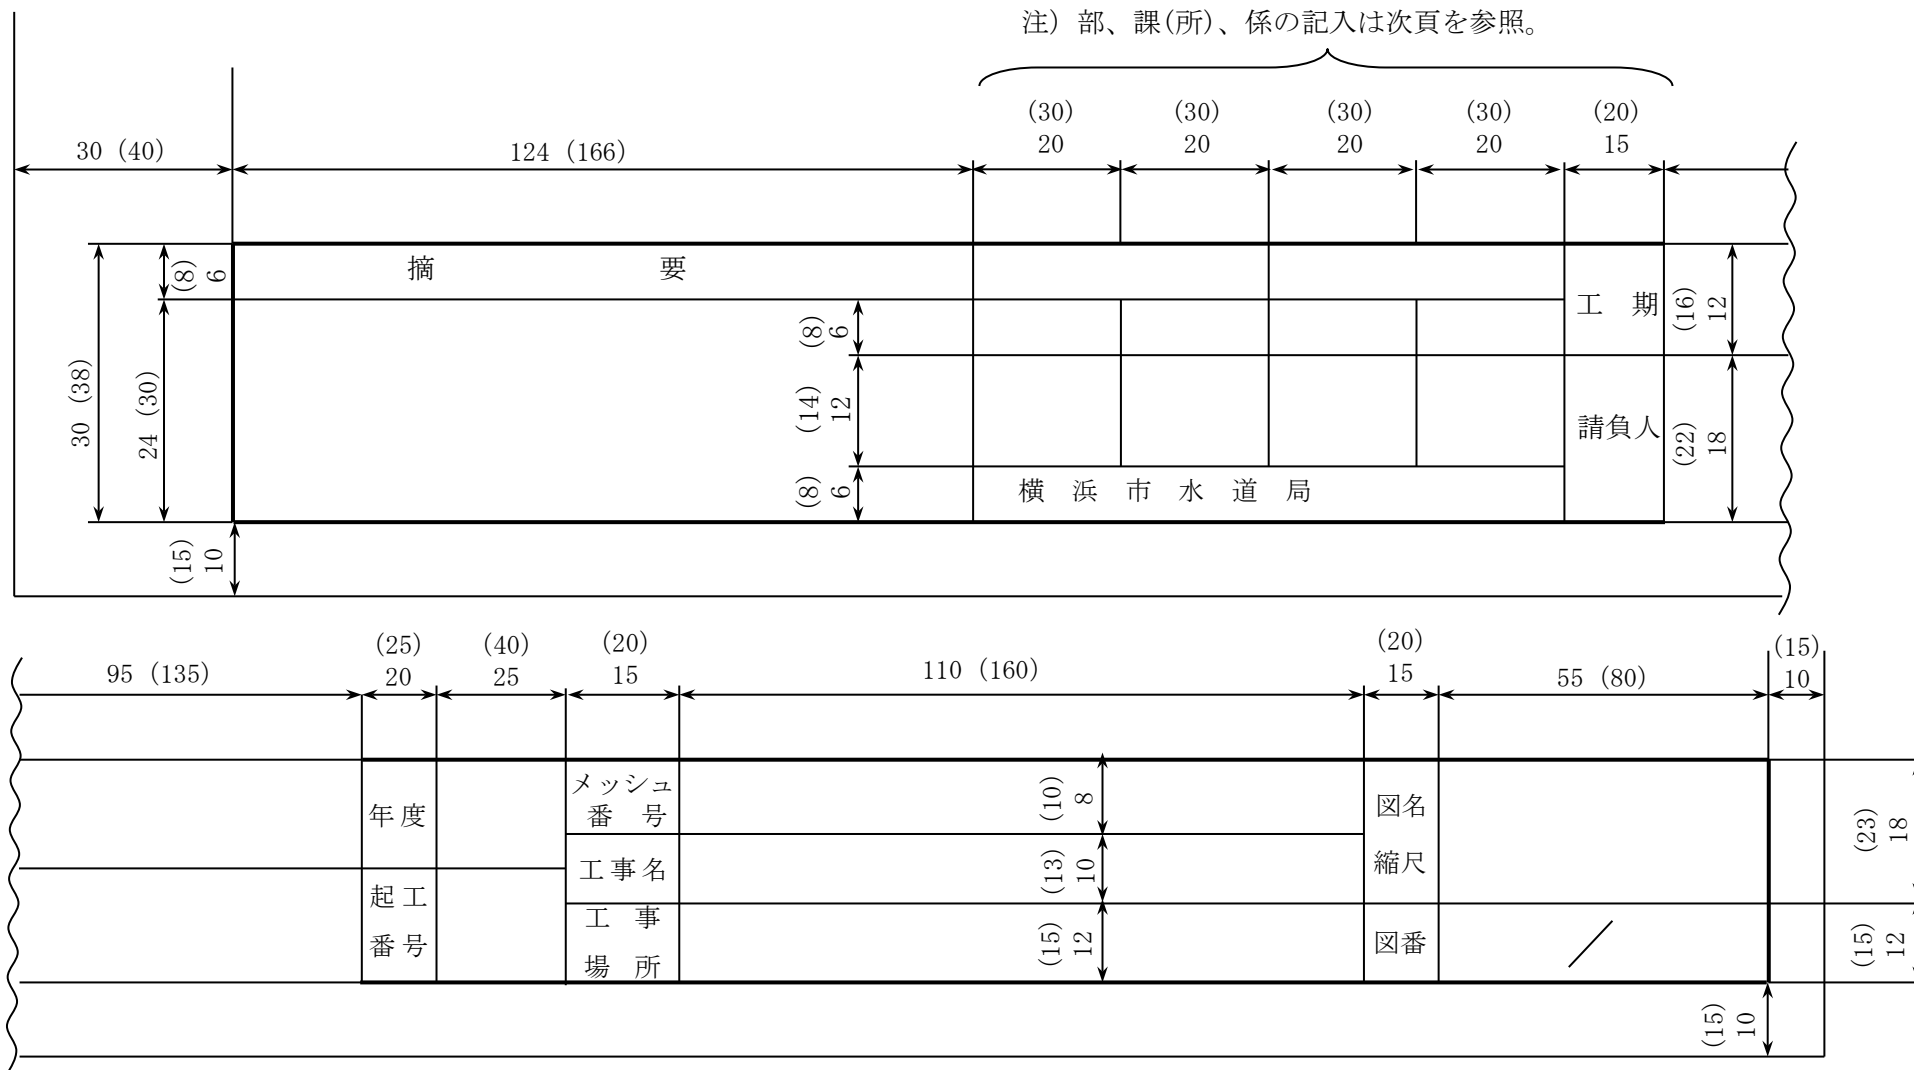 注）部、課(所)、係の記入は次頁を参照。
(30) (30) (30) (30) (20)
30 (40) 124 (166) 20 20 20 20 15
摘 要
(8) 6
工 期
(16) 12
(8) 6
30 (38)
24 (30)
(14) 12
請負人
(22) 18
(8) 6
横 浜 市 水 道 局
(15) 10
(25) (40) (20) (20) (15)
95 (135) 20 25 15 110 (160) 15 55 (80) 10
メッシュ
番 号
(10) 8
年度
図名
(23) 18
工事名
(13) 10
縮尺
起工
番号
工 事
場 所
(15) 12
図番
／
(15) 12
(15) 10